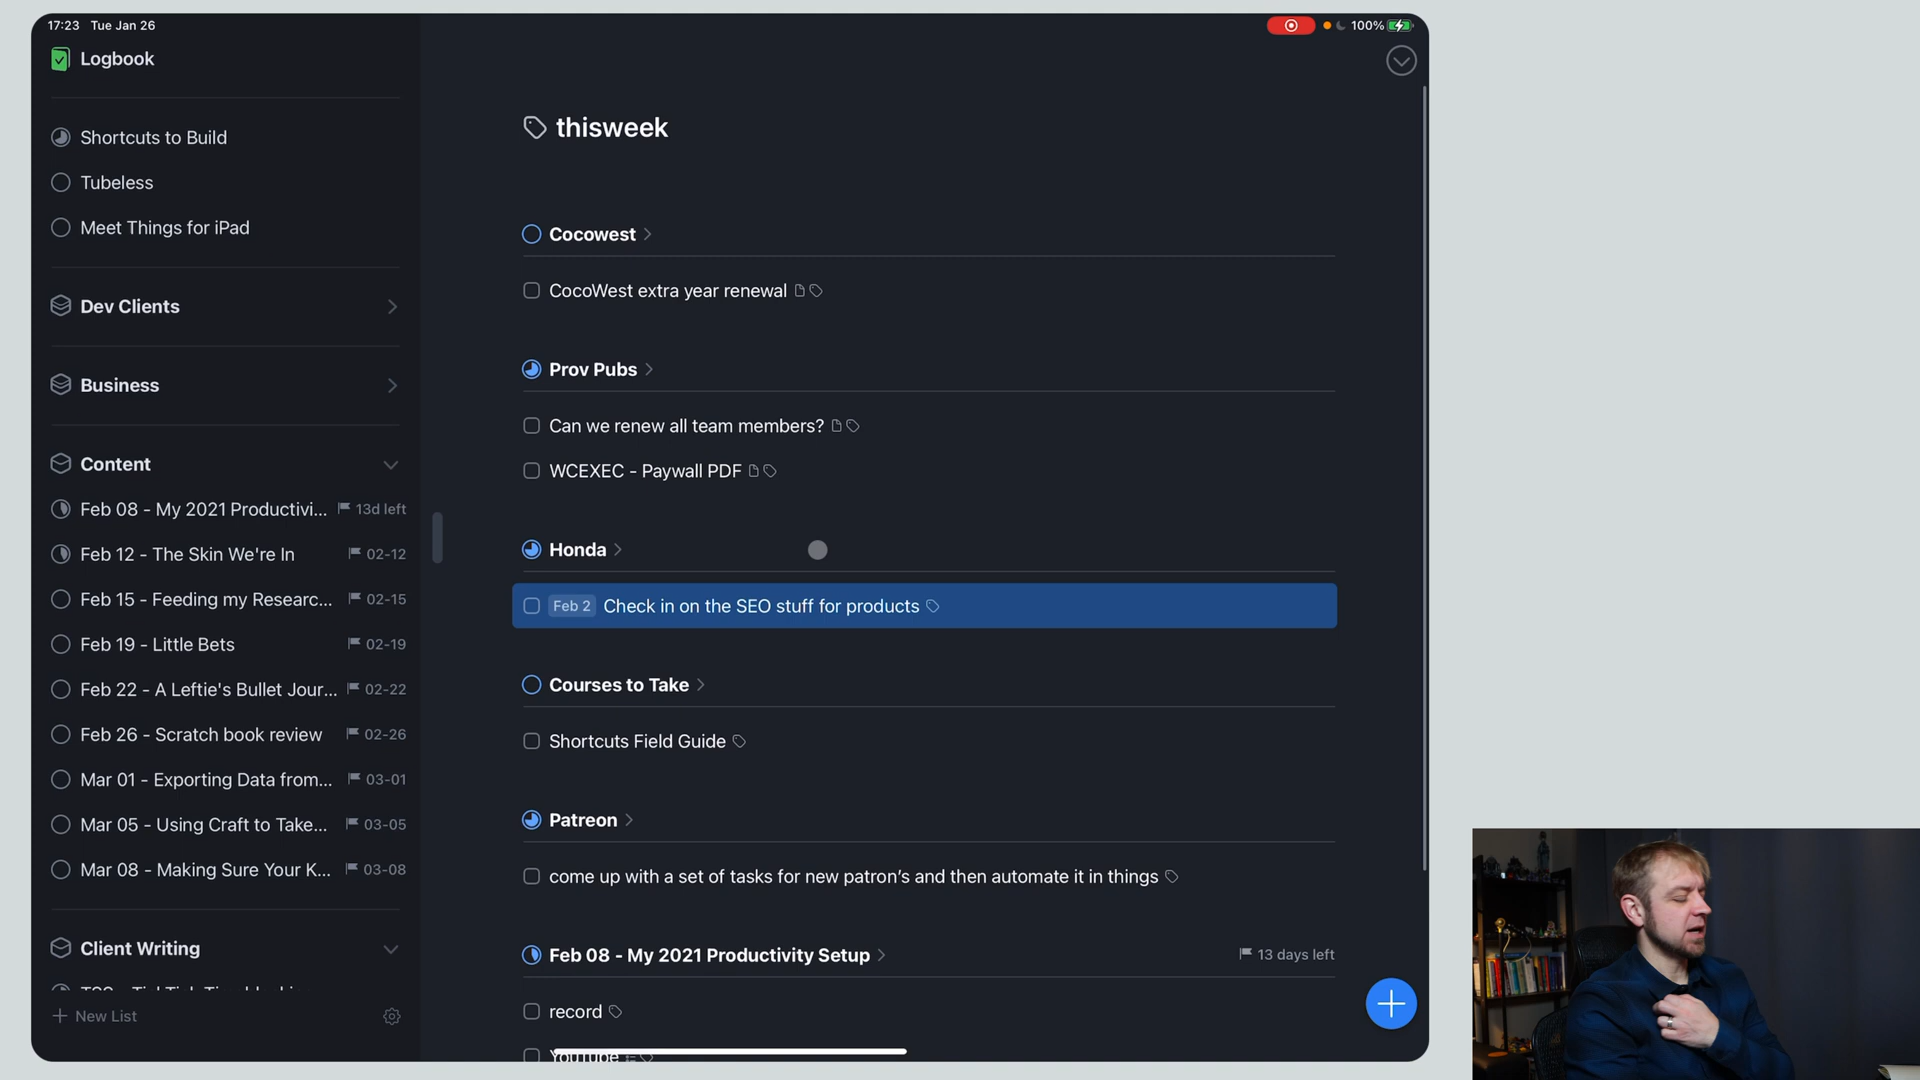 17:23 Tue Jan 26
100%
Logbook
Shortcuts to Build
Tubeless
Meet Things for iPad
Dev Clients
Business
Content
Feb 08 - My 2021 Productivi... 13d left
Feb 12 - The Skin We're In 02-12
Feb 15 - Feeding my Researc... 02-15
Feb 19 - Little Bets 02-19
Feb 22 - A Leftie's Bullet Jour... 02-22
Feb 26 - Scratch book review 02-26
Mar 01 - Exporting Data from... 03-01
Mar 05 - Using Craft to Take... 03-05
Mar 08 - Making Sure Your K... 03-08
Client Writing
New List
thisweek
Cocowest
CocoWest extra year renewal
Prov Pubs
Can we renew all team members?
WCEXEC - Paywall PDF
Honda
Feb 2 Check in on the SEO stuff for products
Courses to Take
Shortcuts Field Guide
Patreon
come up with a set of tasks for new patron’s and then automate it in things
Feb 08 - My 2021 Productivity Setup 13 days left
record
YouTube